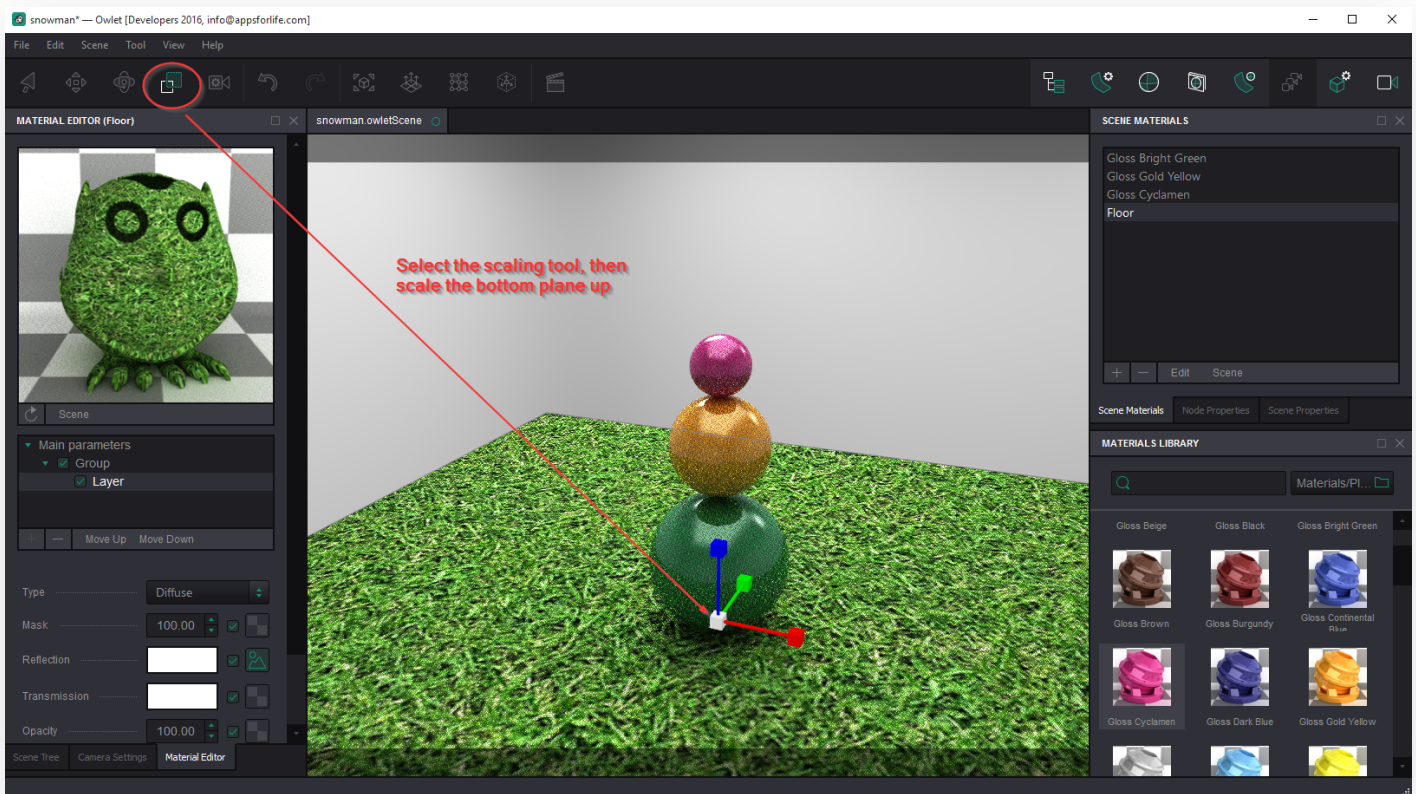 snowman* — Owlet [Developers 2016, info@appsforlife.com]
File Edit Scene Tool View Help
MATERIAL EDITOR (Floor)
snowman.owletScene
SCENE MATERIALS
Gloss Bright Green
Gloss Gold Yellow
Gloss Cyclamen
Floor
Select the scaling tool, then
scale the bottom plane up
Edit Scene
Scene Materials Node Properties Scene Properties
Scene
Main parameters
Group
Layer
Move Up Move Down
MATERIALS LIBRARY
Materials/Pl...
Gloss Beige Gloss Black Gloss Bright Green
Gloss Brown Gloss Burgundy Gloss Continental
Blue
Gloss Cyclamen Gloss Dark Blue Gloss Gold Yellow
Type Diffuse
Mask 100.00
Reflection
Transmission
Opacity 100.00
Scene Tree Camera Settings Material Editor